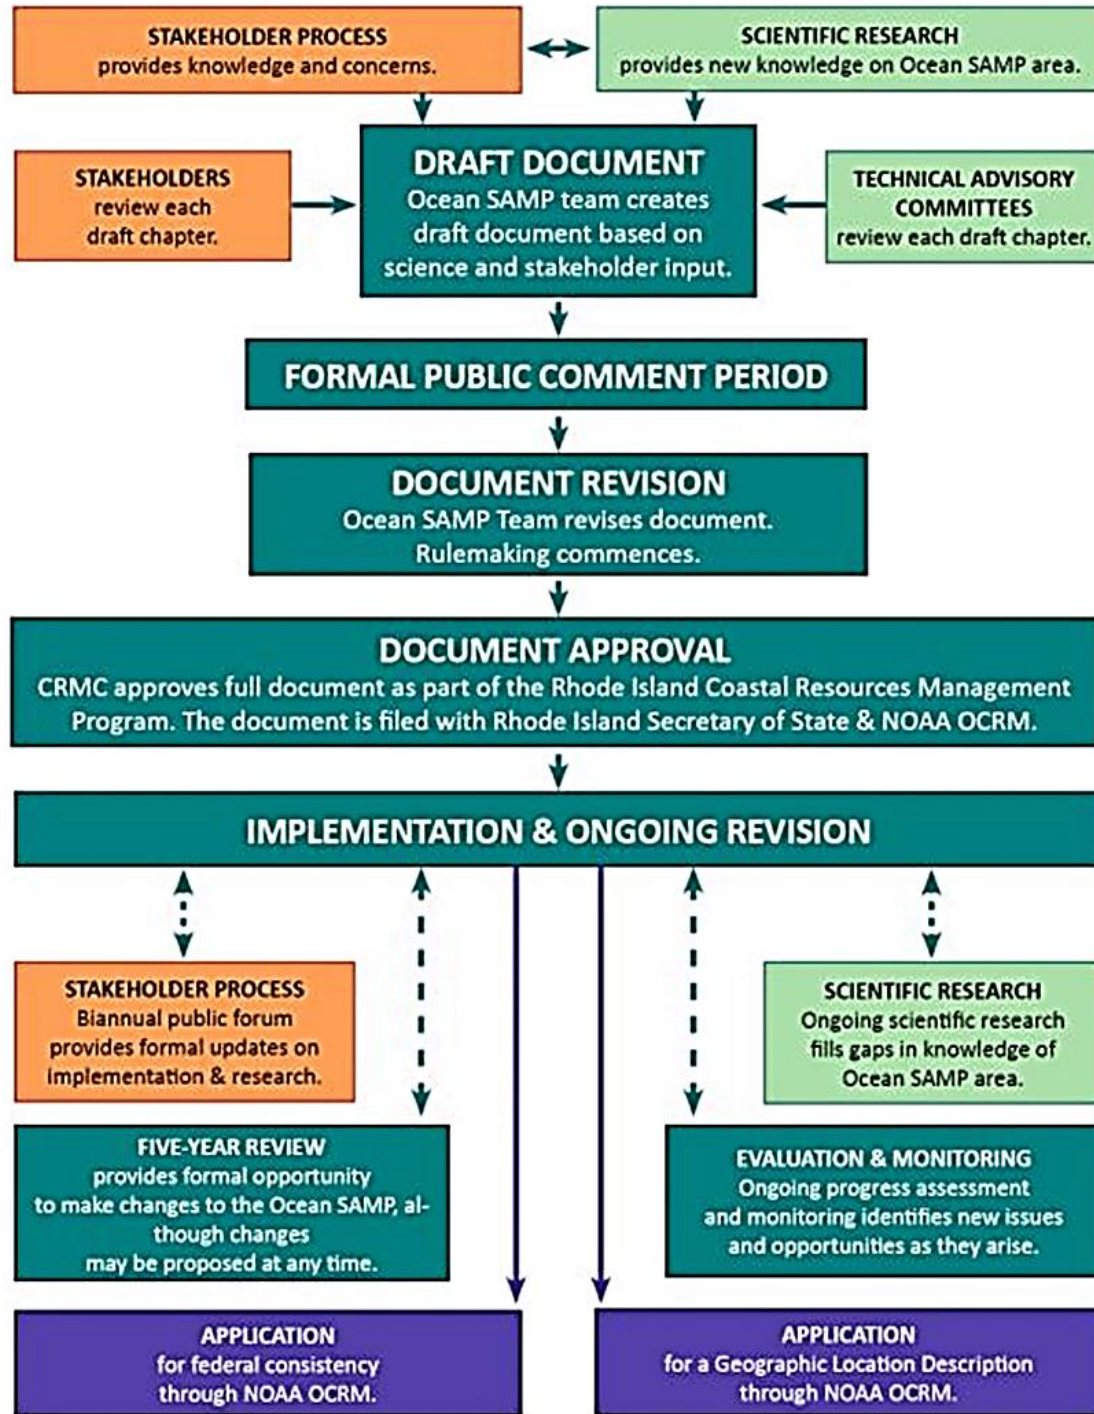 STAKEHOLDER PROCESS
provides knowledge and concerns.
SCIENTIFIC RESEARCH
provides new knowledge on Ocean SAMP area.
STAKEHOLDERS
review each
draft chapter.
DRAFT DOCUMENT
Ocean SAMP team creates
draft document based on
science and stakeholder input.
TECHNICAL ADVISORY
COMMITTEES
review each draft chapter.
FORMAL PUBLIC COMMENT PERIOD
DOCUMENT REVISION
Ocean SAMP Team revises document.
Rulemaking commences.
DOCUMENT APPROVAL
CRMC approves full document as part of the Rhode Island Coastal Resources Management
Program. The document is filed with Rhode Island Secretary of State & NOAA OCRM.
IMPLEMENTATION & ONGOING REVISION
STAKEHOLDER PROCESS
Biannual public forum
provides formal updates on
implementation & research.
SCIENTIFIC RESEARCH
Ongoing scientific research
fills gaps in knowledge of
Ocean SAMP area.
FIVE-YEAR REVIEW
provides formal opportunity
to make changes to the Ocean SAMP, al-
though changes
may be proposed at any time.
EVALUATION & MONITORING
Ongoing progress assessment
and monitoring identifies new issues
and opportunities as they arise.
APPLICATION
for federal consistency
through NOAA OCRM.
APPLICATION
for a Geographic Location Description
through NOAA OCRM.